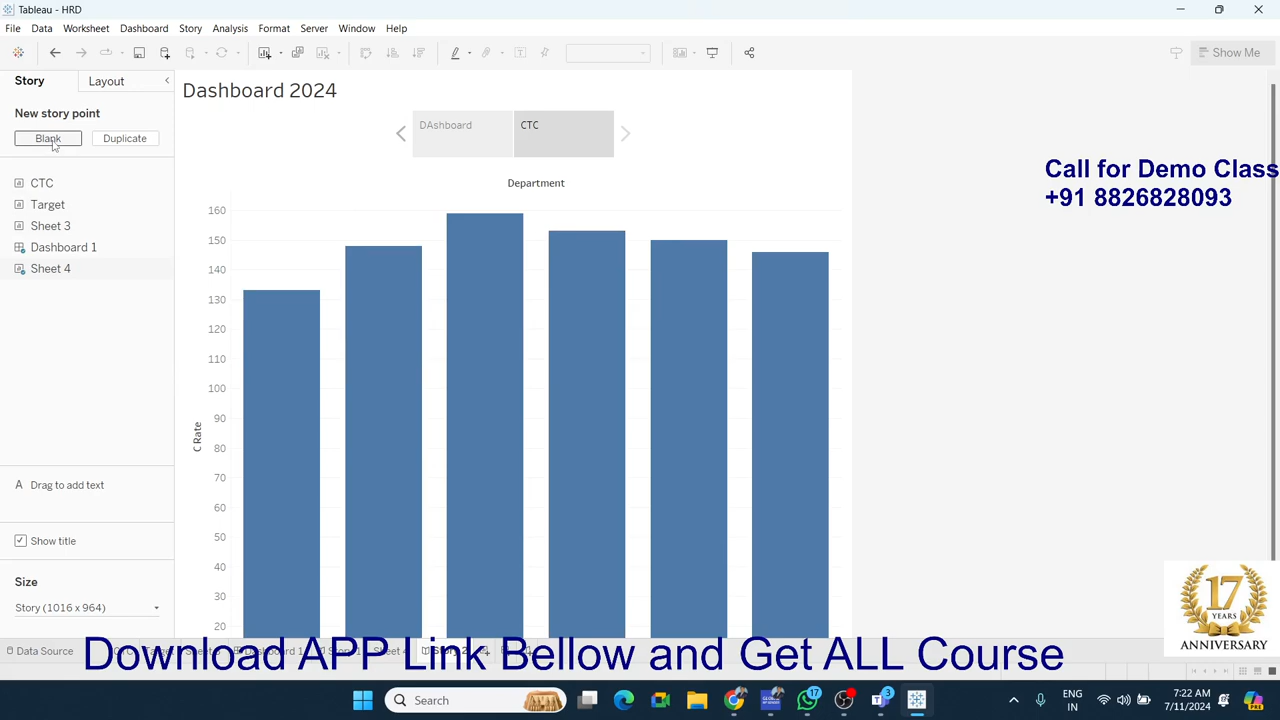 Tableau - HRD
File Data Worksheet Dashboard Story Analysis Format Server Window Help
Show Me
Story Layout
New story point
Blank Duplicate
CTC
Target
Sheet 3
Dashboard 1
Sheet 4
A Drag to add text
Show title
Size
Story (1016 x 964)
Dashboard 2024
DAshboard CTC
Department
C Rate
160
150
140
130
120
110
100
90
80
70
60
50
40
30
20
Call for Demo Class
+91 8826828093
17
YEARS
ANNIVERSARY
Data Source
Download APP Link Bellow and Get ALL Course
Search
17
3
ENG
IN
7:22 AM
7/11/2024